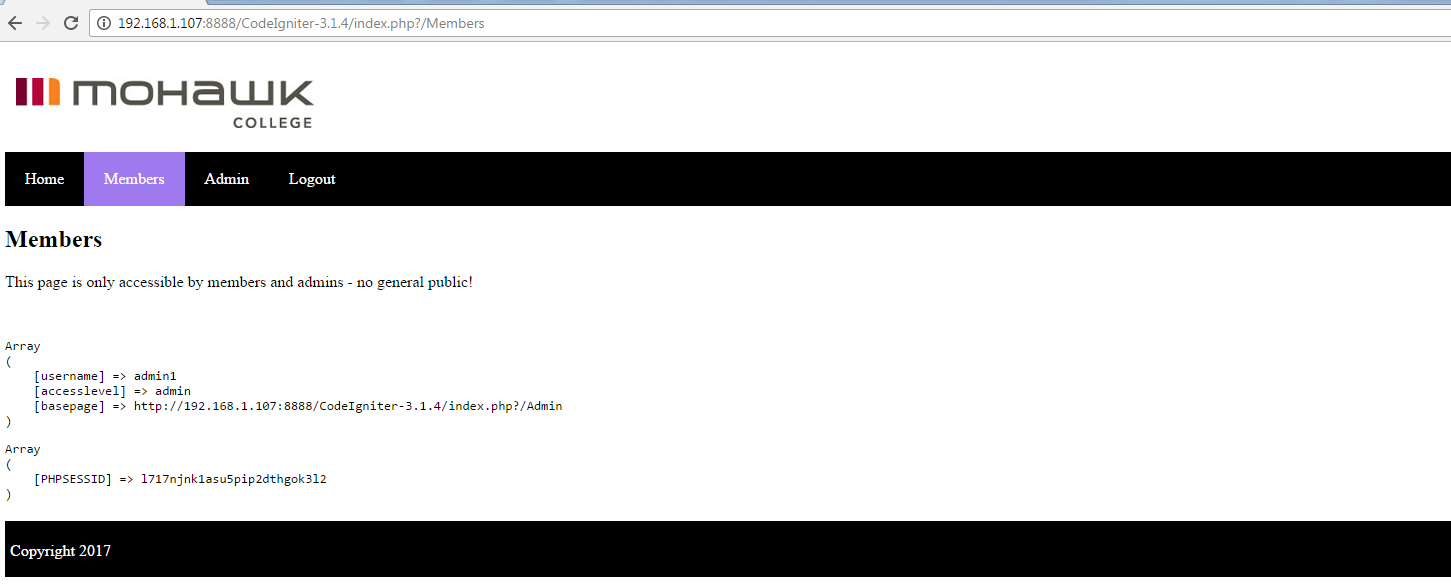 192.168.1.107:8888/CodeIgniter-3.1.4/index.php?/Members
mohawk
COLLEGE
Home Members Admin Logout
Members
This page is only accessible by members and admins - no general public!
Array
(
    [username] => admin1
    [accesslevel] => admin
    [basepage] => http://192.168.1.107:8888/CodeIgniter-3.1.4/index.php?/Admin
)
Array
(
    [PHPSESSID] => l717njnk1asu5pip2dthgok3l2
)
Copyright 2017